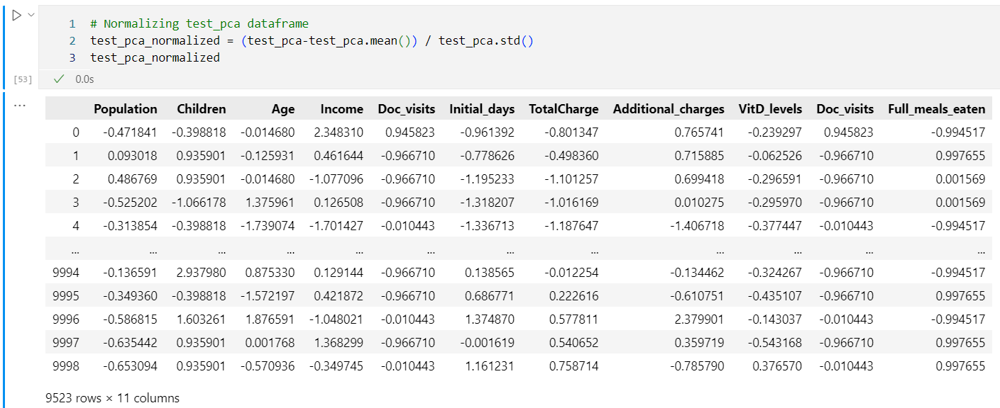 1 # Normalizing test_pca dataframe
2 test_pca_normalized = (test_pca-test_pca.mean()) / test_pca.std()
3 test_pca_normalized
[53] 0.0s
...
Population Children Age Income Doc_visits Initial_days TotalCharge Additional_charges VitD_levels Doc_visits Full_meals_eaten
0 -0.471841 -0.398818 -0.014680 2.348310 0.945823 -0.961392 -0.801347 0.765741 -0.239297 0.945823 -0.994517
1 0.093018 0.935901 -0.125931 0.461644 -0.966710 -0.778626 -0.498360 0.715885 -0.062526 -0.966710 0.997655
2 0.486769 0.935901 -0.014680 -1.077096 -0.966710 -1.195233 -1.101257 0.699418 -0.296591 -0.966710 0.001569
3 -0.525202 -1.066178 1.375961 0.126508 -0.966710 -1.318207 -1.016169 0.010275 -0.295970 -0.966710 0.001569
4 -0.313854 -0.398818 -1.739074 -1.701427 -0.010443 -1.336713 -1.187647 -1.406718 -0.377447 -0.010443 -0.994517
... ... ... ... ... ... ... ... ... ... ... ...
9994 -0.136591 2.937980 0.875330 0.129144 -0.966710 0.138565 -0.012254 -0.134462 -0.324267 -0.966710 -0.994517
9995 -0.349360 -0.398818 -1.572197 0.421872 -0.966710 0.686771 0.222616 -0.610751 -0.435107 -0.966710 0.997655
9996 -0.586815 1.603261 1.876591 -1.048021 -0.010443 1.374870 0.577811 2.379901 -0.143037 -0.010443 -0.994517
9997 -0.635442 0.935901 0.001768 1.368299 -0.966710 -0.001619 0.540652 0.359719 -0.543168 -0.966710 0.997655
9998 -0.653094 0.935901 -0.570936 -0.349745 -0.010443 1.161231 0.758714 -0.785790 0.376570 -0.010443 0.997655
9523 rows × 11 columns